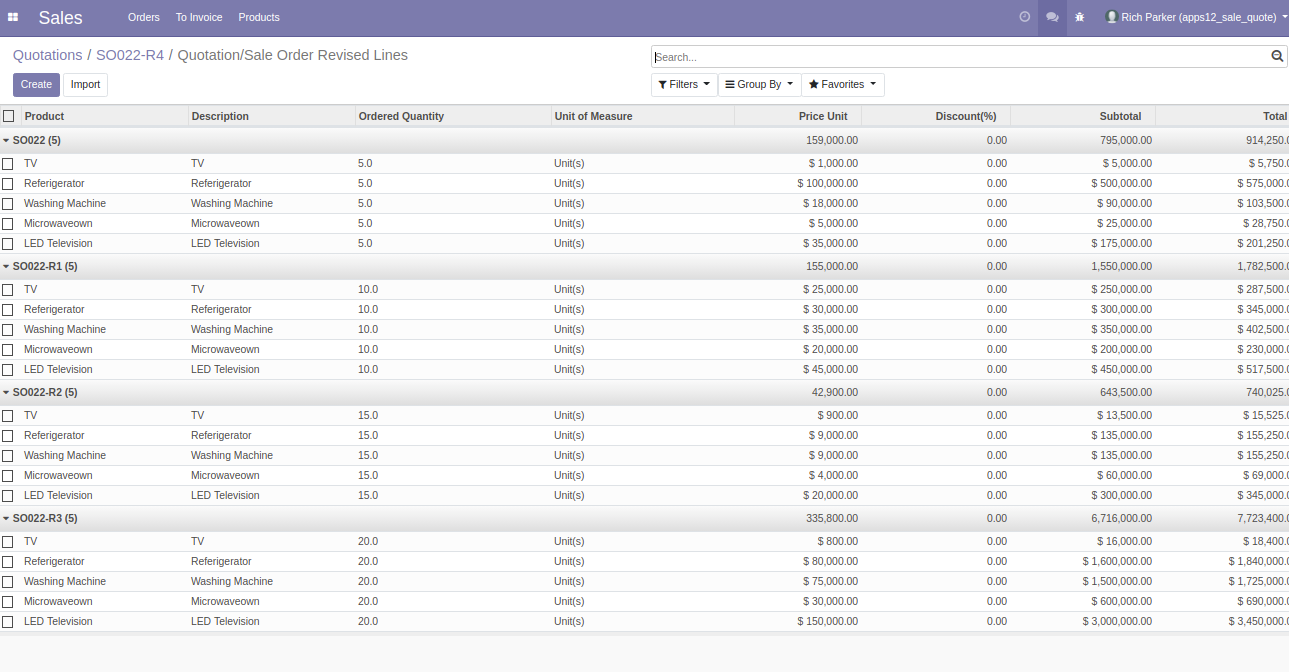 Sales Orders To Invoice Products Rich Parker (apps12_sale_quote)
Quotations / SO022-R4 / Quotation/Sale Order Revised Lines Search...
Create Import Filters Group By Favorites
Product Description Ordered Quantity Unit of Measure Price Unit Discount(%) Subtotal Total
SO022 (5) 159,000.00 0.00 795,000.00 914,250.
TV TV 5.0 Unit(s) $ 1,000.00 0.00 $ 5,000.00 $ 5,750.
Referigerator Referigerator 5.0 Unit(s) $ 100,000.00 0.00 $ 500,000.00 $ 575,000.
Washing Machine Washing Machine 5.0 Unit(s) $ 18,000.00 0.00 $ 90,000.00 $ 103,500.
Microwaveown Microwaveown 5.0 Unit(s) $ 5,000.00 0.00 $ 25,000.00 $ 28,750.
LED Television LED Television 5.0 Unit(s) $ 35,000.00 0.00 $ 175,000.00 $ 201,250.
SO022-R1 (5) 155,000.00 0.00 1,550,000.00 1,782,500.
TV TV 10.0 Unit(s) $ 25,000.00 0.00 $ 250,000.00 $ 287,500.
Referigerator Referigerator 10.0 Unit(s) $ 30,000.00 0.00 $ 300,000.00 $ 345,000.
Washing Machine Washing Machine 10.0 Unit(s) $ 35,000.00 0.00 $ 350,000.00 $ 402,500.
Microwaveown Microwaveown 10.0 Unit(s) $ 20,000.00 0.00 $ 200,000.00 $ 230,000.
LED Television LED Television 10.0 Unit(s) $ 45,000.00 0.00 $ 450,000.00 $ 517,500.
SO022-R2 (5) 42,900.00 0.00 643,500.00 740,025.
TV TV 15.0 Unit(s) $ 900.00 0.00 $ 13,500.00 $ 15,525.
Referigerator Referigerator 15.0 Unit(s) $ 9,000.00 0.00 $ 135,000.00 $ 155,250.
Washing Machine Washing Machine 15.0 Unit(s) $ 9,000.00 0.00 $ 135,000.00 $ 155,250.
Microwaveown Microwaveown 15.0 Unit(s) $ 4,000.00 0.00 $ 60,000.00 $ 69,000.
LED Television LED Television 15.0 Unit(s) $ 20,000.00 0.00 $ 300,000.00 $ 345,000.
SO022-R3 (5) 335,800.00 0.00 6,716,000.00 7,723,400.
TV TV 20.0 Unit(s) $ 800.00 0.00 $ 16,000.00 $ 18,400.
Referigerator Referigerator 20.0 Unit(s) $ 80,000.00 0.00 $ 1,600,000.00 $ 1,840,000.
Washing Machine Washing Machine 20.0 Unit(s) $ 75,000.00 0.00 $ 1,500,000.00 $ 1,725,000.
Microwaveown Microwaveown 20.0 Unit(s) $ 30,000.00 0.00 $ 600,000.00 $ 690,000.
LED Television LED Television 20.0 Unit(s) $ 150,000.00 0.00 $ 3,000,000.00 $ 3,450,000.